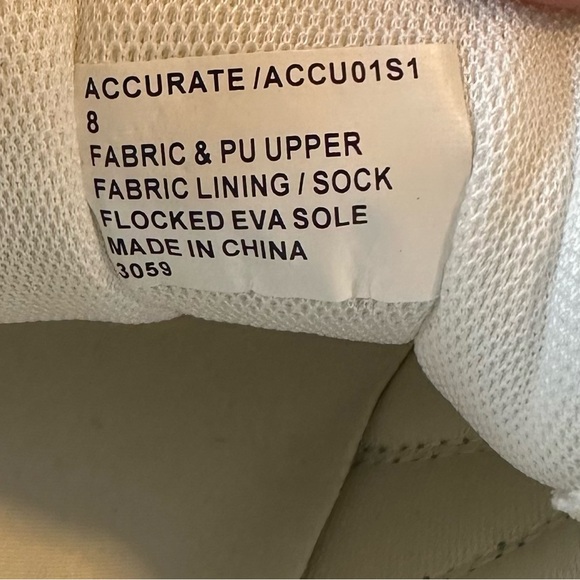 ACCURATE /ACCU01S1
8
FABRIC & PU UPPER
FABRIC LINING / SOCK
FLOCKED EVA SOLE
MADE IN CHINA
3059